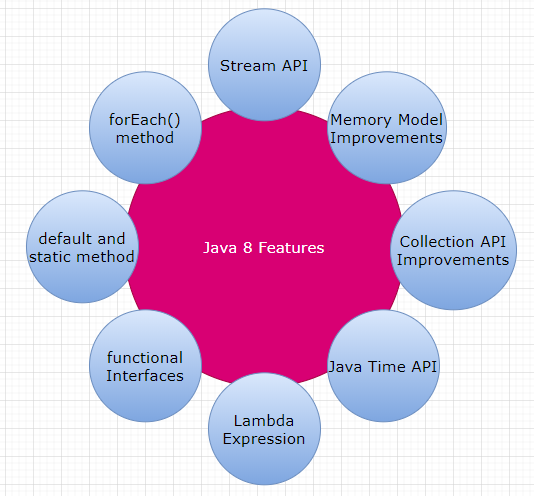 Stream API
Memory Model
Improvements
Collection API
Improvements
Java Time API
Lambda
Expression
functional
Interfaces
default and
static method
forEach()
method
Java 8 Features